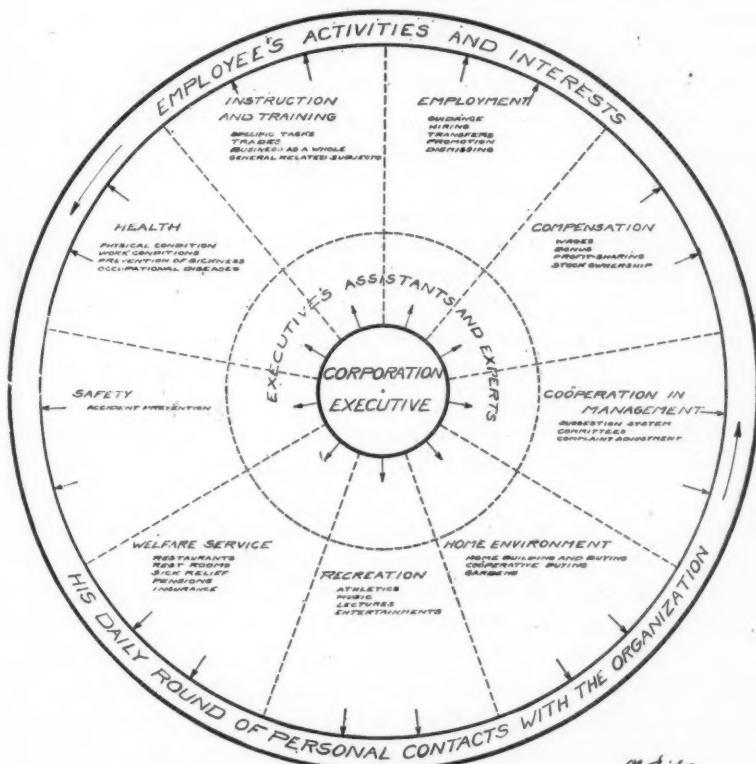 EMPLOYEE'S ACTIVITIES AND INTERESTS
INSTRUCTION
AND TRAINING
SPECIFIC TASKS
TRADES
BUSINESS AS A WHOLE
GENERAL RELATED SUBJECTS
EMPLOYMENT
GUIDANCE
HIRING
TRANSFERS
PROMOTION
DISMISSING
HEALTH
PHYSICAL CONDITION
WORK CONDITIONS
PREVENTION OF SICKNESS
OCCUPATIONAL DISEASES
COMPENSATION
WAGES
BONUS
PROFIT-SHARING
STOCK OWNERSHIP
EXECUTIVE'S ASSISTANTS AND EXPERTS
CORPORATION
EXECUTIVE
SAFETY
ACCIDENT PREVENTION
COÖPERATION IN
MANAGEMENT
SUGGESTION SYSTEM
COMMITTEES
COMPLAINT ADJUSTMENT
WELFARE SERVICE
RESTAURANTS
REST ROOMS
SICK RELIEF
PENSIONS
INSURANCE
RECREATION
ATHLETICS
MUSIC
LECTURES
ENTERTAINMENTS
HOME ENVIRONMENT
HOME BUILDING AND BUYING
COOPERATIVE BUYING
GARDENS
HIS DAILY ROUND OF PERSONAL CONTACTS WITH THE ORGANIZATION